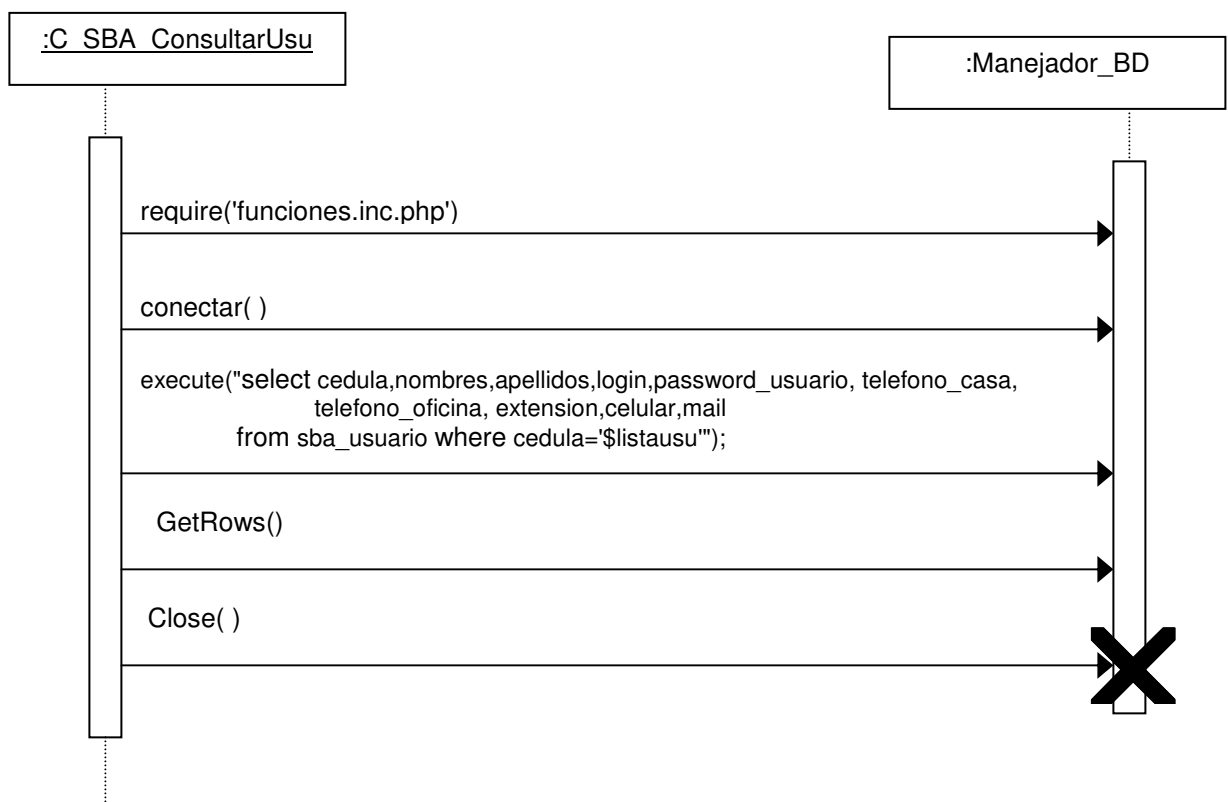 :C_SBA_ConsultarUsu
:Manejador_BD
require('funciones.inc.php')
conectar( )
execute("select cedula,nombres,apellidos,login,password_usuario, telefono_casa,
telefono_oficina, extension,celular,mail
from sba_usuario where cedula='$listausu'");
GetRows()
Close( )